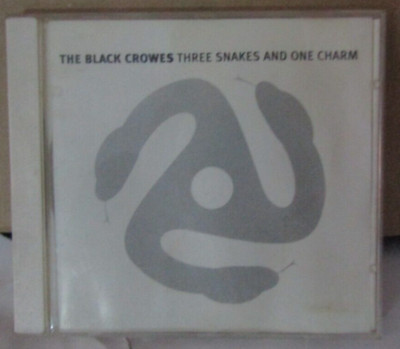 THE BLACK CROWES THREE SNAKES AND ONE CHARM